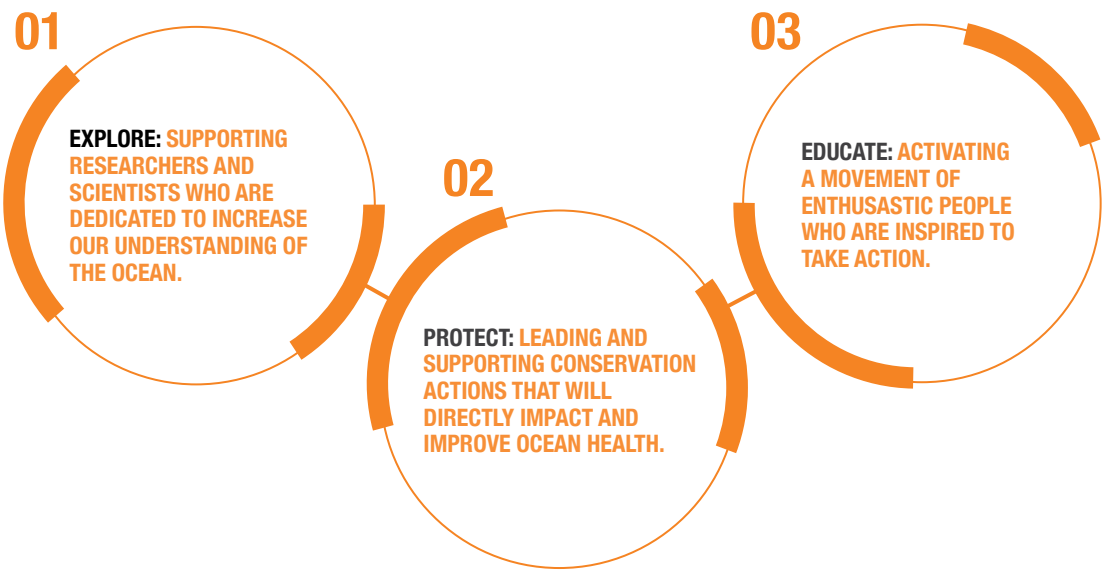 01
EXPLORE: SUPPORTING
RESEARCHERS AND
SCIENTISTS WHO ARE
DEDICATED TO INCREASE
OUR UNDERSTANDING OF
THE OCEAN.
02
PROTECT: LEADING AND
SUPPORTING CONSERVATION
ACTIONS THAT WILL
DIRECTLY IMPACT AND
IMPROVE OCEAN HEALTH.
03
EDUCATE: ACTIVATING
A MOVEMENT OF
ENTHUSASTIC PEOPLE
WHO ARE INSPIRED TO
TAKE ACTION.